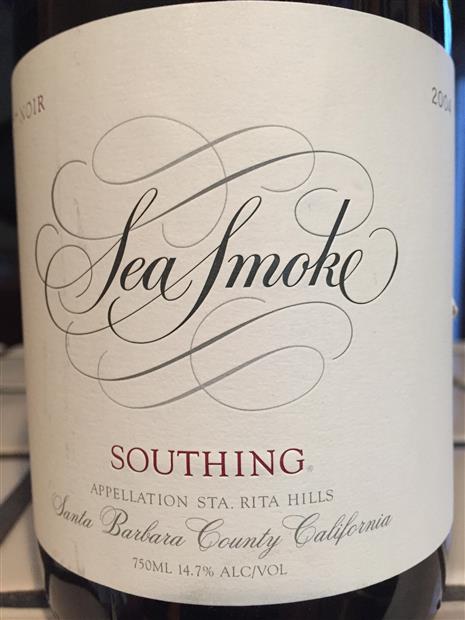 NOIR
2004
Sea Smoke
SOUTHING®
APPELLATION STA. RITA HILLS
Santa Barbara County California
750ML 14.7% ALC/VOL